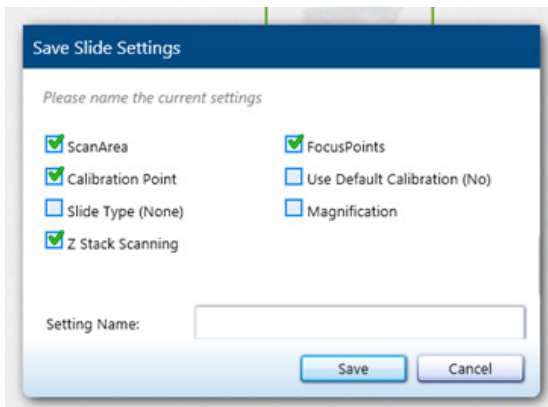 Save Slide Settings
Please name the current settings
ScanArea
FocusPoints
Calibration Point
Use Default Calibration (No)
Slide Type (None)
Magnification
Z Stack Scanning
Setting Name:
Save
Cancel